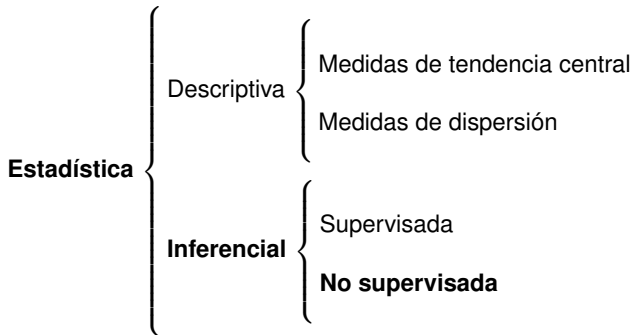 Estadística
Descriptiva
Medidas de tendencia central
Medidas de dispersión
Inferencial
Supervisada
No supervisada